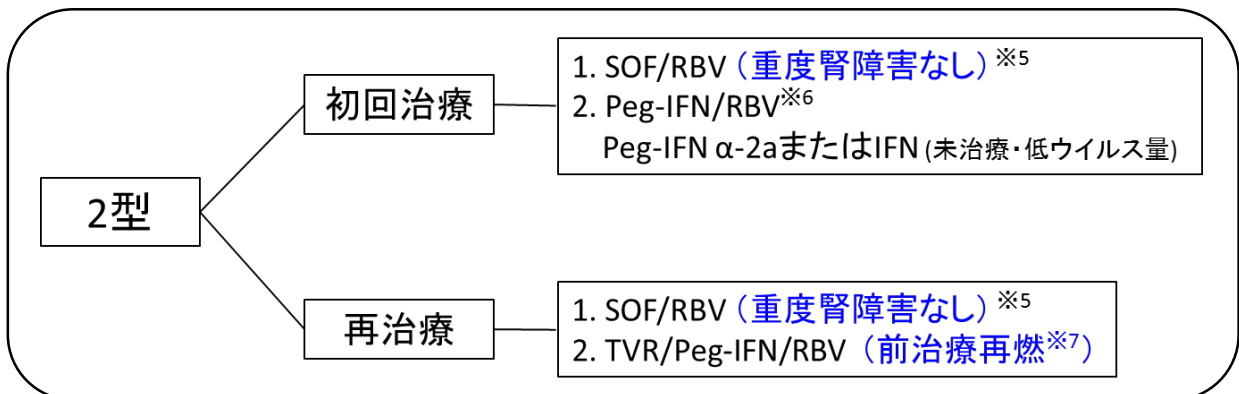 2型
初回治療
1. SOF/RBV（重度腎障害なし）※5
2. Peg-IFN/RBV※6
Peg-IFN α-2aまたはIFN (未治療・低ウイルス量)
再治療
1. SOF/RBV（重度腎障害なし）※5
2. TVR/Peg-IFN/RBV （前治療再燃※7）